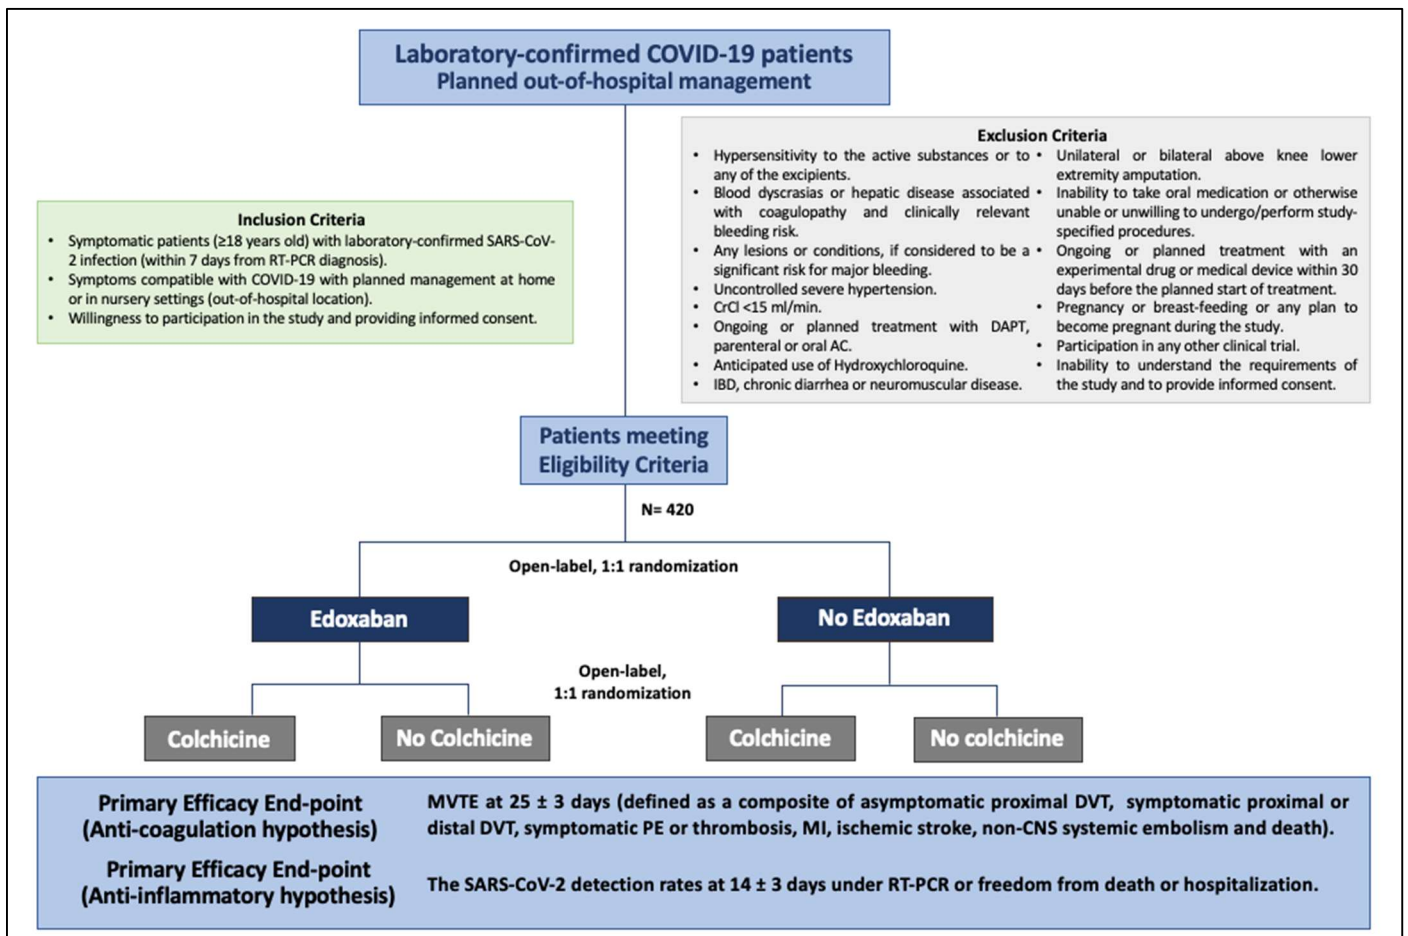 Laboratory-confirmed COVID-19 patients
Planned out-of-hospital management
Inclusion Criteria
• Symptomatic patients (≥18 years old) with laboratory-confirmed SARS-CoV-
2 infection (within 7 days from RT-PCR diagnosis).
• Symptoms compatible with COVID-19 with planned management at home
or in nursery settings (out-of-hospital location).
• Willingness to participation in the study and providing informed consent.
Exclusion Criteria
• Hypersensitivity to the active substances or to
any of the excipients.
• Blood dyscrasias or hepatic disease associated
with coagulopathy and clinically relevant
bleeding risk.
• Any lesions or conditions, if considered to be a
significant risk for major bleeding.
• Uncontrolled severe hypertension.
• CrCl <15 ml/min.
• Ongoing or planned treatment with DAPT,
parenteral or oral AC.
• Anticipated use of Hydroxychloroquine.
• IBD, chronic diarrhea or neuromuscular disease.
• Unilateral or bilateral above knee lower
extremity amputation.
• Inability to take oral medication or otherwise
unable or unwilling to undergo/perform study-
specified procedures.
• Ongoing or planned treatment with an
experimental drug or medical device within 30
days before the planned start of treatment.
• Pregnancy or breast-feeding or any plan to
become pregnant during the study.
• Participation in any other clinical trial.
• Inability to understand the requirements of
the study and to provide informed consent.
Patients meeting
Eligibility Criteria
N= 420
Open-label, 1:1 randomization
Edoxaban
No Edoxaban
Open-label,
1:1 randomization
Colchicine
No Colchicine
Colchicine
No colchicine
Primary Efficacy End-point
(Anti-coagulation hypothesis)
MVTE at 25 ± 3 days (defined as a composite of asymptomatic proximal DVT, symptomatic proximal or
distal DVT, symptomatic PE or thrombosis, MI, ischemic stroke, non-CNS systemic embolism and death).
Primary Efficacy End-point
(Anti-inflammatory hypothesis)
The SARS-CoV-2 detection rates at 14 ± 3 days under RT-PCR or freedom from death or hospitalization.